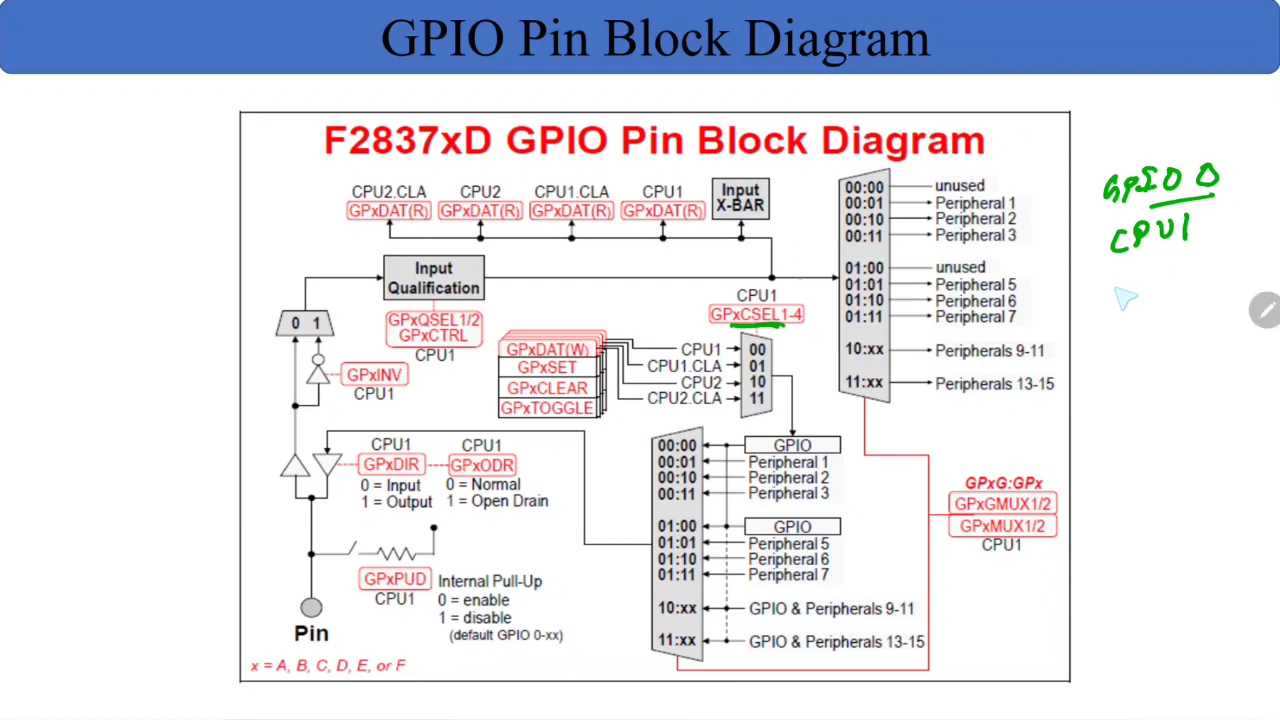 GPIO Pin Block Diagram
F2837xD GPIO Pin Block Diagram
CPU2.CLA CPU2 CPU1.CLA CPU1
GPxDAT(R) GPxDAT(R) GPxDAT(R) GPxDAT(R)
Input
X-BAR
00:00 unused
00:01 Peripheral 1
00:10 Peripheral 2
00:11 Peripheral 3
01:00 unused
01:01 Peripheral 5
01:10 Peripheral 6
01:11 Peripheral 7
10:xx Peripherals 9-11
11:xx Peripherals 13-15
GPIO 0
CPU1
Input
Qualification
GPxQSEL1/2
GPxCTRL
CPU1
0 1
GPxINV
CPU1
CPU1
GPxCSEL1-4
GPxDAT(W)
GPxSET
GPxCLEAR
GPxTOGGLE
CPU1 00
CPU1.CLA 01
CPU2 10
CPU2.CLA 11
CPU1
GPxDIR
0 = Input
1 = Output
CPU1
GPxODR
0 = Normal
1 = Open Drain
00:00 GPIO
00:01 Peripheral 1
00:10 Peripheral 2
00:11 Peripheral 3
01:00 GPIO
01:01 Peripheral 5
01:10 Peripheral 6
01:11 Peripheral 7
10:xx GPIO & Peripherals 9-11
11:xx GPIO & Peripherals 13-15
GPxG:GPx
GPxGMUX1/2
GPxMUX1/2
CPU1
GPxPUD
CPU1
Internal Pull-Up
0 = enable
1 = disable
(default GPIO 0-xx)
Pin
x = A, B, C, D, E, or F